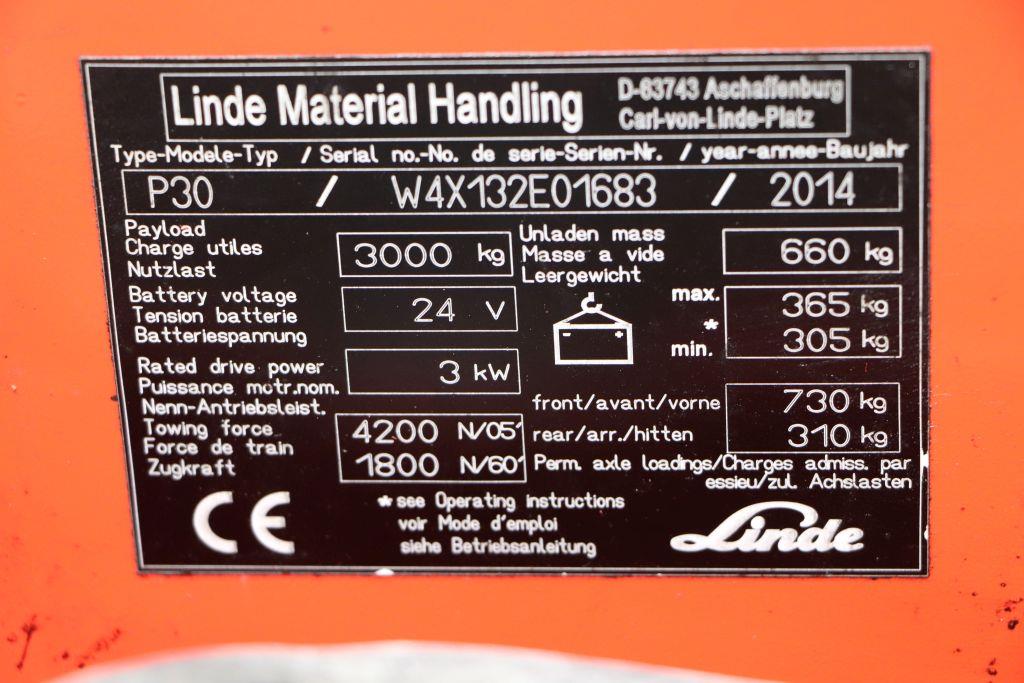 Linde Material Handling
D-63743 Aschaffenburg
Carl-von-Linde-Platz
Type-Modele-Typ / Serial no.-No. de serie-Serien-Nr. / year-annee-Baujahr
P30 / W4X132E01683 / 2014
Payload
Charge utiles
Nutzlast
3000 kg
Unladen mass
Masse a vide
Leergewicht
660 kg
Battery voltage
Tension batterie
Batteriespannung
24 V
max. 365 kg
*
min. 305 kg
Rated drive power
Puissance motr.nom.
Nenn-Antriebsleist.
3 kW
front/avant/vorne 730 kg
rear/arr./hitten 310 kg
Towing force
Force de train
Zugkraft
4200 N/05'
1800 N/60'
Perm. axle loadings/Charges admiss. par
essieu/zul. Achslasten
CE
*see Operating instructions
voir Mode d'emploi
siehe Betriebsanleitung
Linde